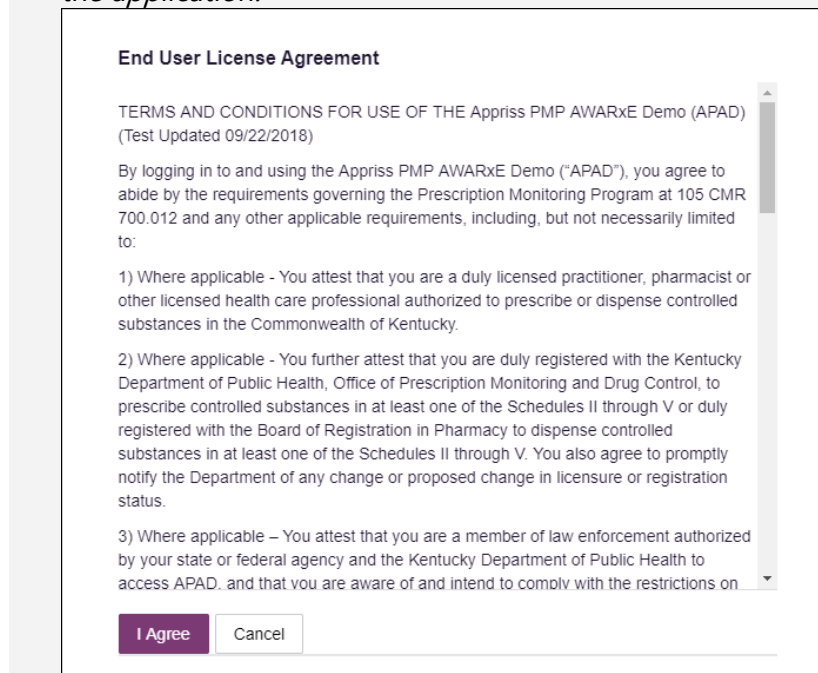 the application.
End User License Agreement
TERMS AND CONDITIONS FOR USE OF THE Appriss PMP AWARxE Demo (APAD)
(Test Updated 09/22/2018)
By logging in to and using the Appriss PMP AWARxE Demo (“APAD”), you agree to
abide by the requirements governing the Prescription Monitoring Program at 105 CMR
700.012 and any other applicable requirements, including, but not necessarily limited
to:
1) Where applicable - You attest that you are a duly licensed practitioner, pharmacist or
other licensed health care professional authorized to prescribe or dispense controlled
substances in the Commonwealth of Kentucky.
2) Where applicable - You further attest that you are duly registered with the Kentucky
Department of Public Health, Office of Prescription Monitoring and Drug Control, to
prescribe controlled substances in at least one of the Schedules II through V or duly
registered with the Board of Registration in Pharmacy to dispense controlled
substances in at least one of the Schedules II through V. You also agree to promptly
notify the Department of any change or proposed change in licensure or registration
status.
3) Where applicable – You attest that you are a member of law enforcement authorized
by your state or federal agency and the Kentucky Department of Public Health to
access APAD, and that you are aware of and intend to comply with the restrictions on
I Agree
Cancel